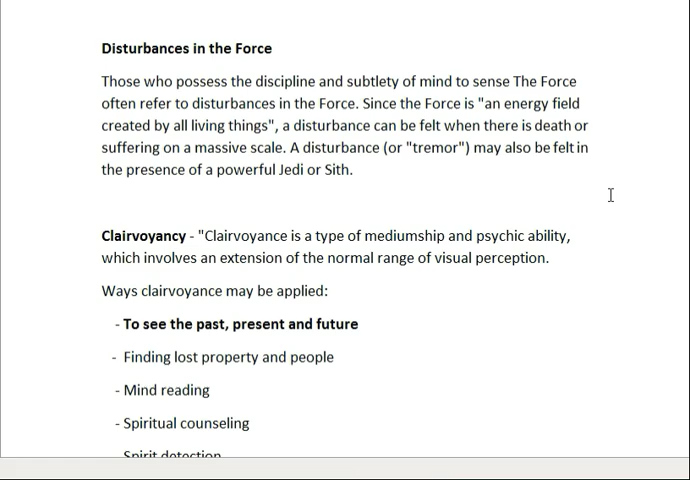 Disturbances in the Force
Those who possess the discipline and subtlety of mind to sense The Force
often refer to disturbances in the Force. Since the Force is "an energy field
created by all living things", a disturbance can be felt when there is death or
suffering on a massive scale. A disturbance (or "tremor") may also be felt in
the presence of a powerful Jedi or Sith.
Clairvoyancy - "Clairvoyance is a type of mediumship and psychic ability,
which involves an extension of the normal range of visual perception.
Ways clairvoyance may be applied:
- To see the past, present and future
- Finding lost property and people
- Mind reading
- Spiritual counseling
Spirit detection